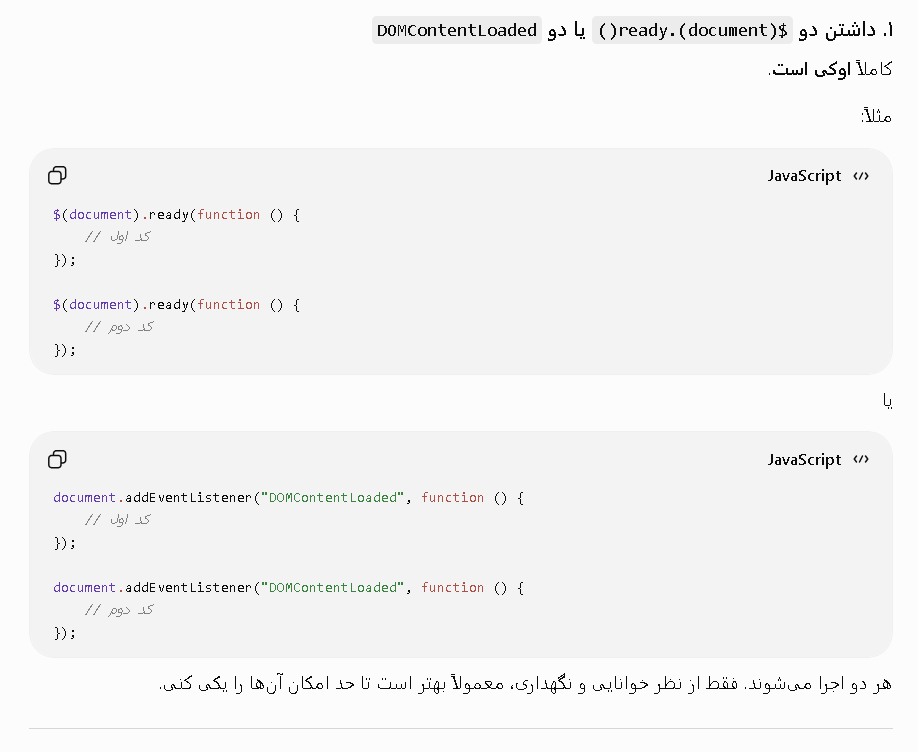 ۱. داشتن دو $(document).ready() یا دو DOMContentLoaded
کاملاً اوکی است.
مثلاً:
JavaScript
$(document).ready(function () {
    // کد اول
});
$(document).ready(function () {
    // کد دوم
});
یا
JavaScript
document.addEventListener("DOMContentLoaded", function () {
    // کد اول
});
document.addEventListener("DOMContentLoaded", function () {
    // کد دوم
});
هر دو اجرا می‌شوند. فقط از نظر خوانایی و نگهداری، معمولاً بهتر است تا حد امکان آن‌ها را یکی کنی.